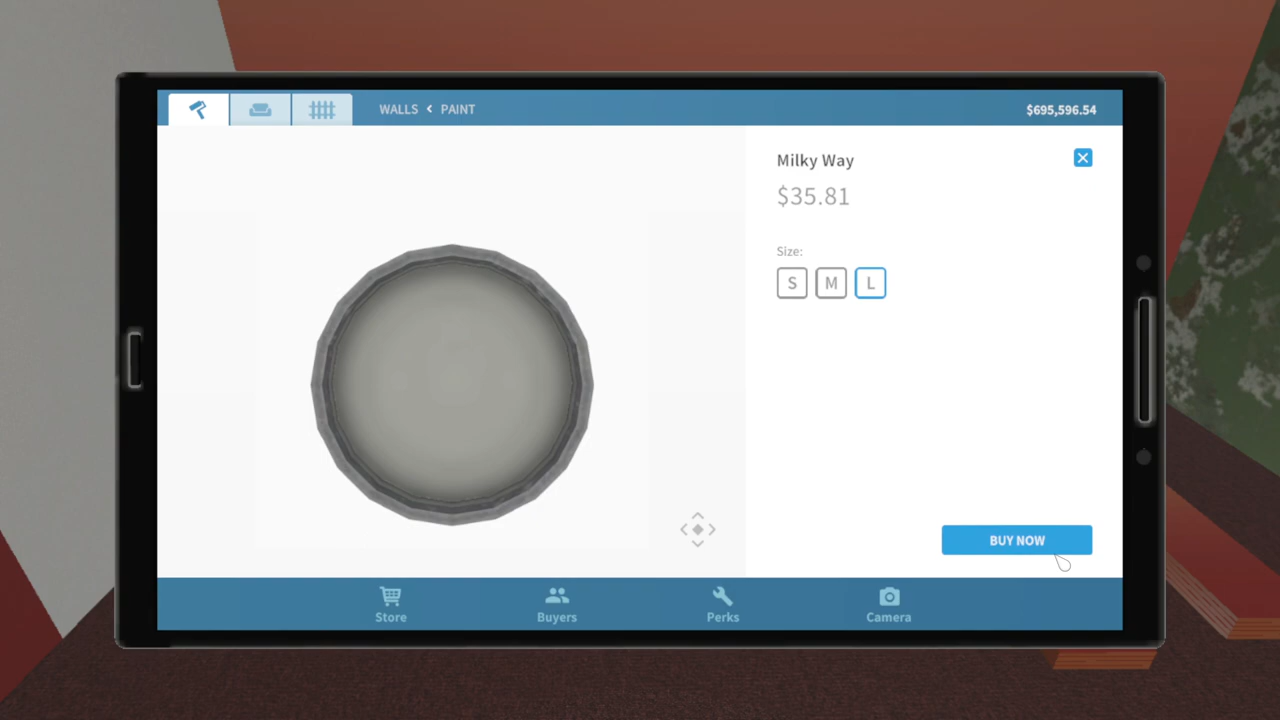 WALLS < PAINT
$695,596.54
Milky Way
$35.81
Size:
S M L
BUY NOW
Store Buyers Perks Camera